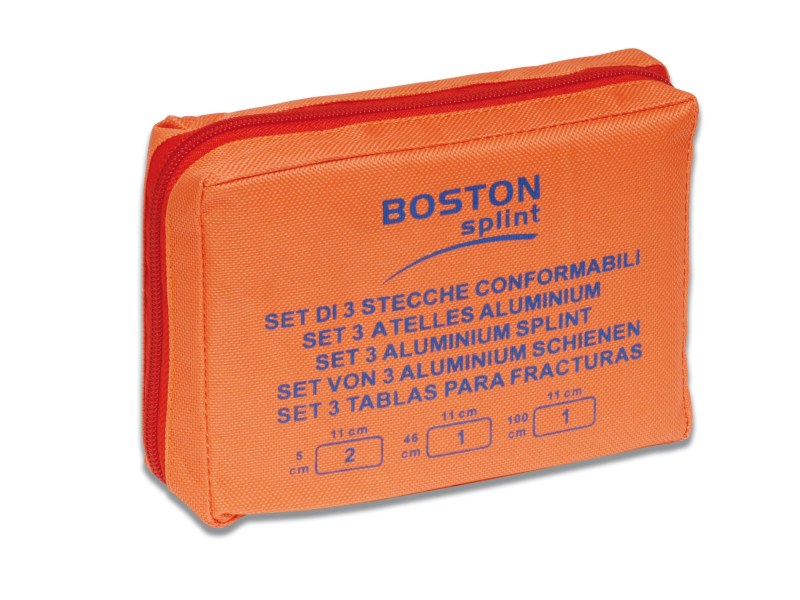 BOSTON
splint
SET DI 3 STECCHE CONFORMABILI
SET 3 ATELLES ALUMINIUM
SET 3 ALUMINIUM SPLINT
SET VON 3 ALUMINIUM SCHIENEN
SET 3 TABLAS PARA FRACTURAS
11 cm 11 cm 11 cm
5 cm 2 46 cm 1 100 cm 1